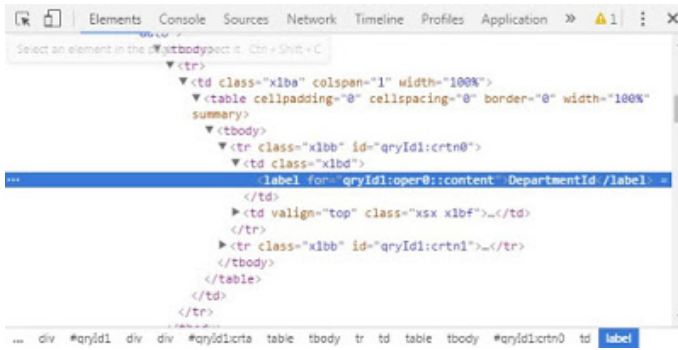 Elements Console Sources Network Timeline Profiles Application » 1
Select an element in the Ctrl+Shift+C
<tbody>
▼<tr>
▼<td class="xlba" colspan="1" width="100%">
▼<table cellpadding="0" cellspacing="0" border="0" width="100%"
summary>
▼<tbody>
▼<tr class="xlbb" id="qryId1:crtn0">
▼<td class="xlbd">
… <label for="qryId1:oper0::content">DepartmentId</label> =
</td>
▶<td valign="top" class="xsx xlbf">…</td>
</tr>
▶<tr class="xlbb" id="qryId1:crtn1">…</tr>
</tbody>
</table>
</td>
</tr>
… div #qryId1 div div #qryId1:crta table tbody tr td table tbody #qryId1:crtn0 td label